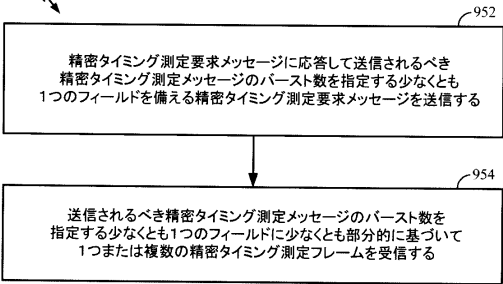 952
精密タイミング測定要求メッセージに応答して送信されるべき
精密タイミング測定メッセージのバースト数を指定する少なくとも
1つのフィールドを備える精密タイミング測定要求メッセージを送信する
954
送信されるべき精密タイミング測定メッセージのバースト数を
指定する少なくとも1つのフィールドに少なくとも部分的に基づいて
1つまたは複数の精密タイミング測定フレームを受信する